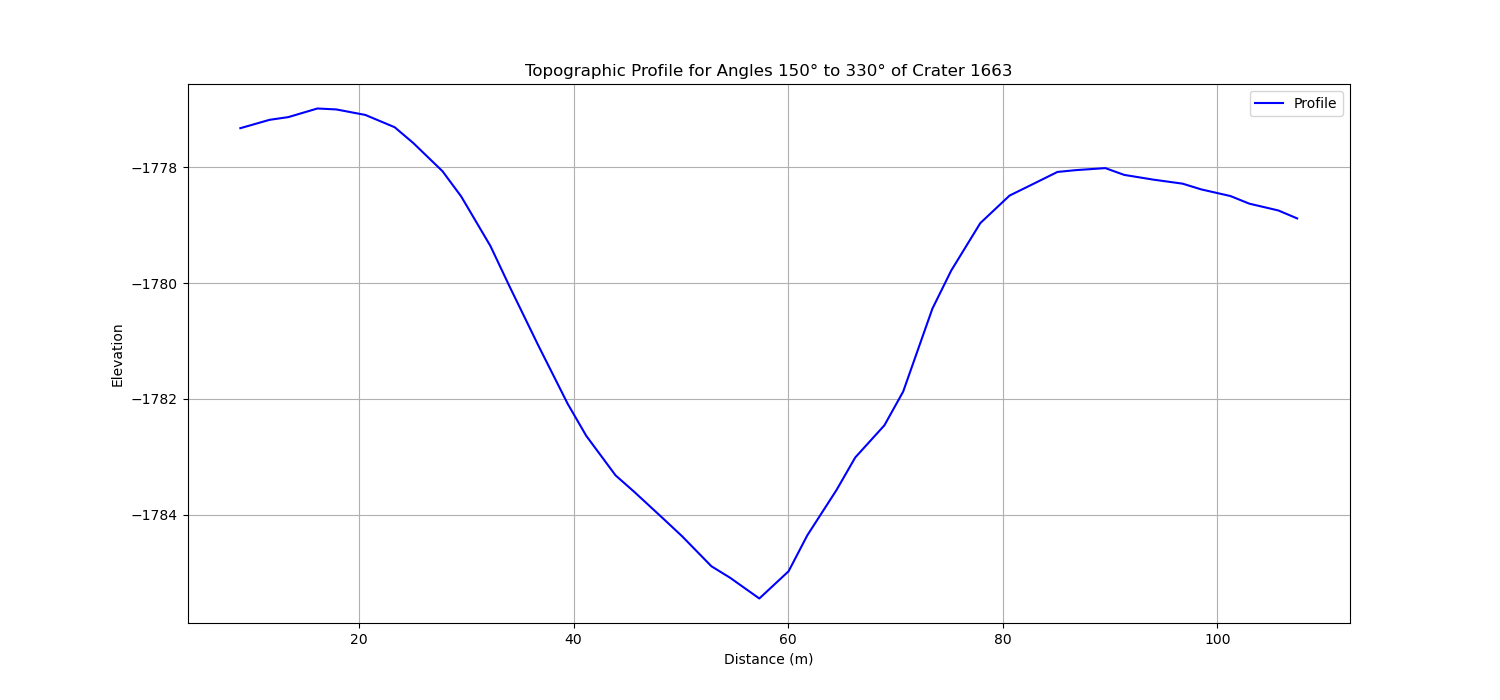 Topographic Profile for Angles 150° to 330° of Crater 1663
Profile
−1778
−1780
−1782
−1784
Elevation
20 40 60 80 100
Distance (m)